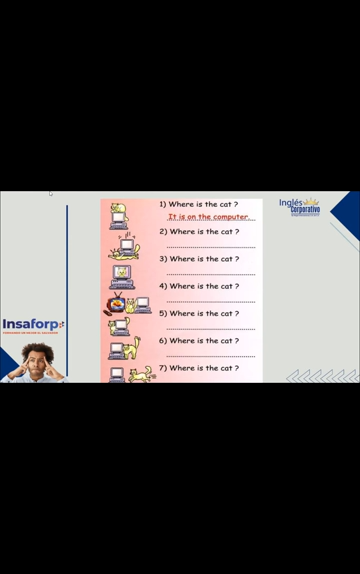 1) Where is the cat ?
It is on the computer.
2) Where is the cat ?
3) Where is the cat ?
4) Where is the cat ?
5) Where is the cat ?
6) Where is the cat ?
7) Where is the cat ?
Inglés
corporativo
Insaforp